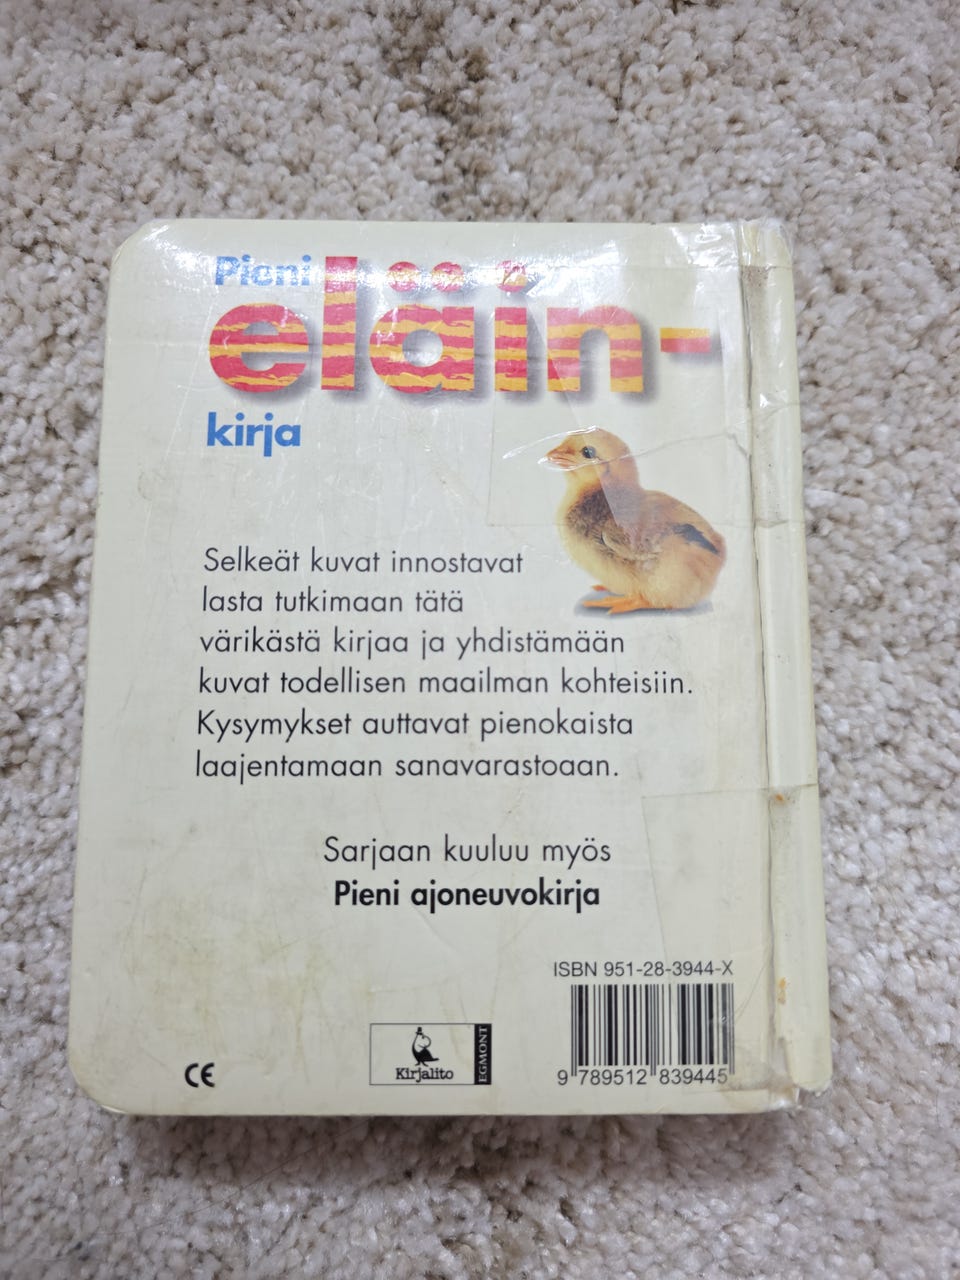 Pieni
eläin-
kirja
Selkeät kuvat innostavat
lasta tutkimaan tätä
värikästä kirjaa ja yhdistämään
kuvat todellisen maailman kohteisiin.
Kysymykset auttavat pienokaista
laajentamaan sanavarastoaan.
Sarjaan kuuluu myös
Pieni ajoneuvokirja
ISBN 951-28-3944-X
9 789512 839445
Kirjalito
EGMONT
CE